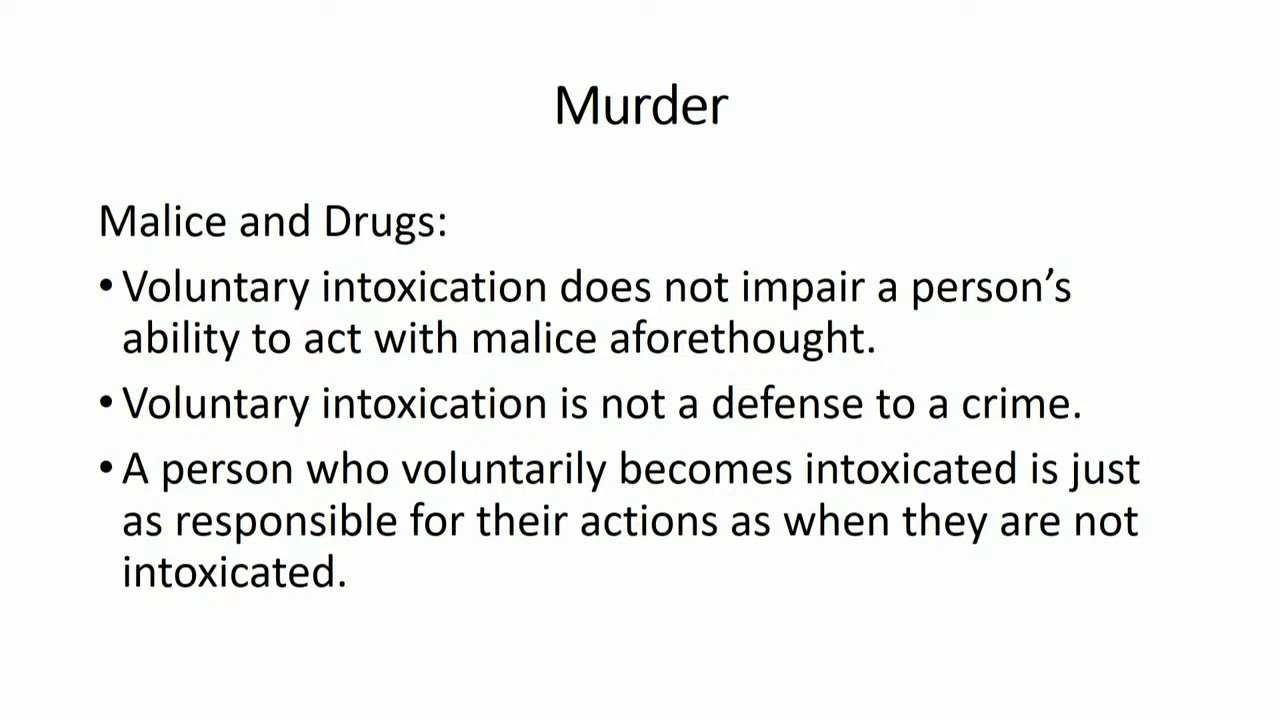 Murder
Malice and Drugs:
• Voluntary intoxication does not impair a person’s
ability to act with malice aforethought.
• Voluntary intoxication is not a defense to a crime.
• A person who voluntarily becomes intoxicated is just
as responsible for their actions as when they are not
intoxicated.